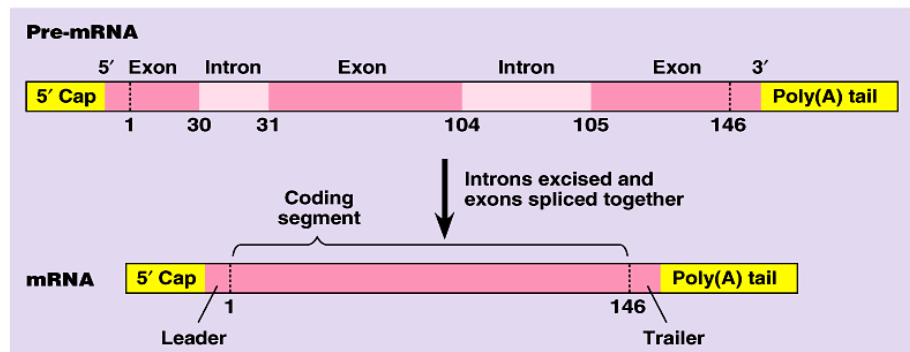 Pre-mRNA
5′ Exon Intron Exon Intron Exon 3′
5′ Cap Poly(A) tail
1 30 31 104 105 146
Introns excised and
exons spliced together
Coding
segment
mRNA
5′ Cap Poly(A) tail
1 146
Leader Trailer